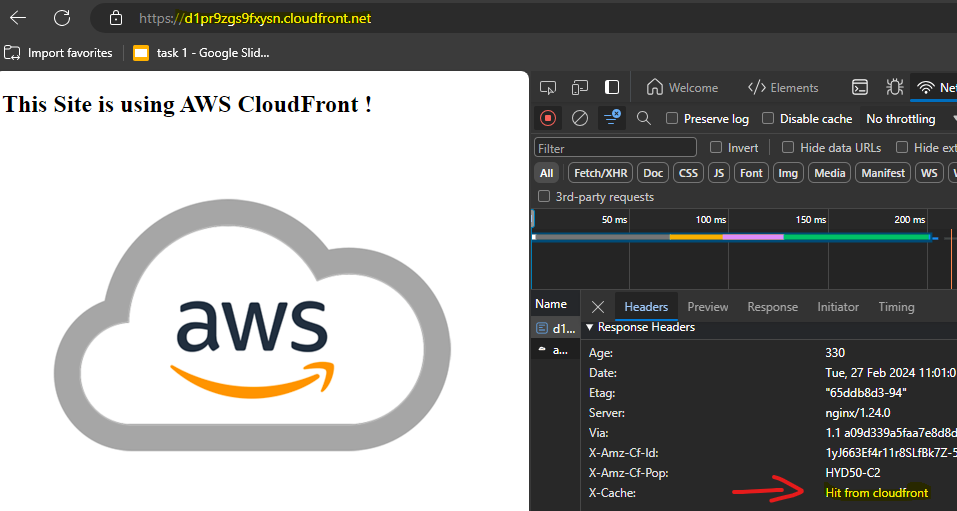 https://d1pr9zgs9fxysn.cloudfront.net
Import favorites
task 1 - Google Slid...
This Site is using AWS CloudFront !
aws
Welcome
Elements
Preserve log
Disable cache
No throttling
Filter
Invert
Hide data URLs
Hide ext
All
Fetch/XHR
Doc
CSS
JS
Font
Img
Media
Manifest
WS
3rd-party requests
50 ms
100 ms
150 ms
200 ms
Name
Headers
Preview
Response
Initiator
Timing
d1...
Response Headers
a...
Age: 330
Date: Tue, 27 Feb 2024 11:01:0
Etag: "65ddb8d3-94"
Server: nginx/1.24.0
Via: 1.1 a09d339a5faa7e8d8d
X-Amz-Cf-Id: 1yJ663Ef4r11r8SLfBk7Z-5
X-Amz-Cf-Pop: HYD50-C2
X-Cache: Hit from cloudfront